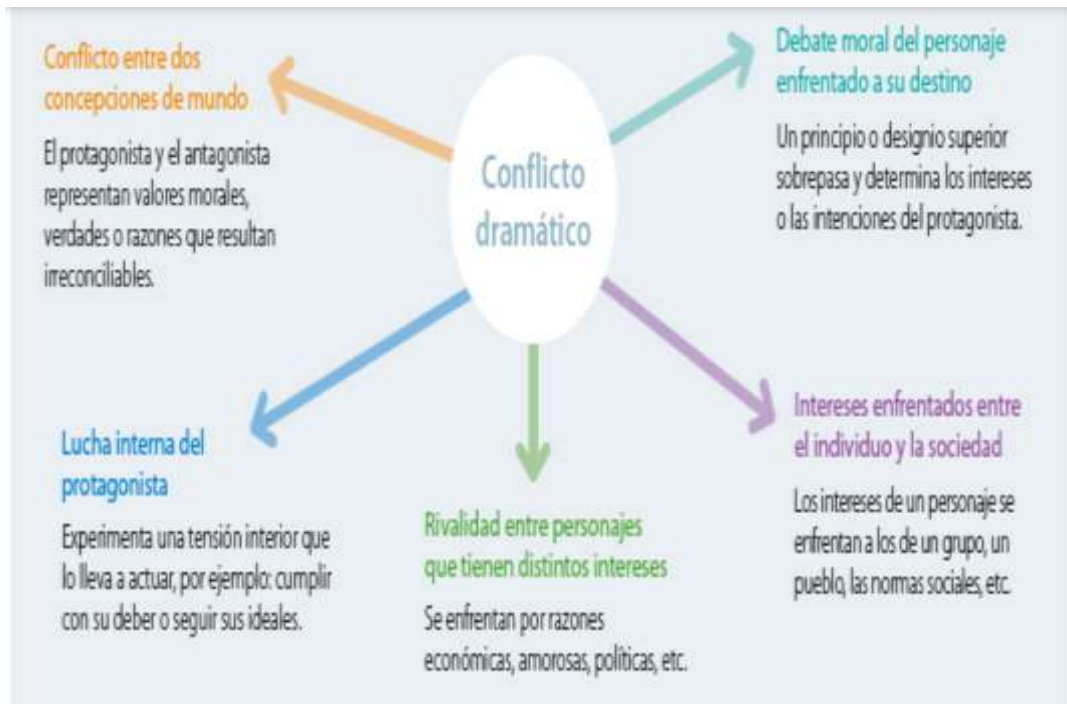 Conflicto dramático
Conflicto entre dos
concepciones de mundo
El protagonista y el antagonista
representan valores morales,
verdades o razones que resultan
irreconciliables.
Debate moral del personaje
enfrentado a su destino
Un principio o designio superior
sobrepasa y determina los intereses
o las intenciones del protagonista.
Lucha interna del
protagonista
Experimenta una tensión interior que
lo lleva a actuar, por ejemplo: cumplir
con su deber o seguir sus ideales.
Rivalidad entre personajes
que tienen distintos intereses
Se enfrentan por razones
económicas, amorosas, políticas, etc.
Intereses enfrentados entre
el individuo y la sociedad
Los intereses de un personaje se
enfrentan a los de un grupo, un
pueblo, las normas sociales, etc.